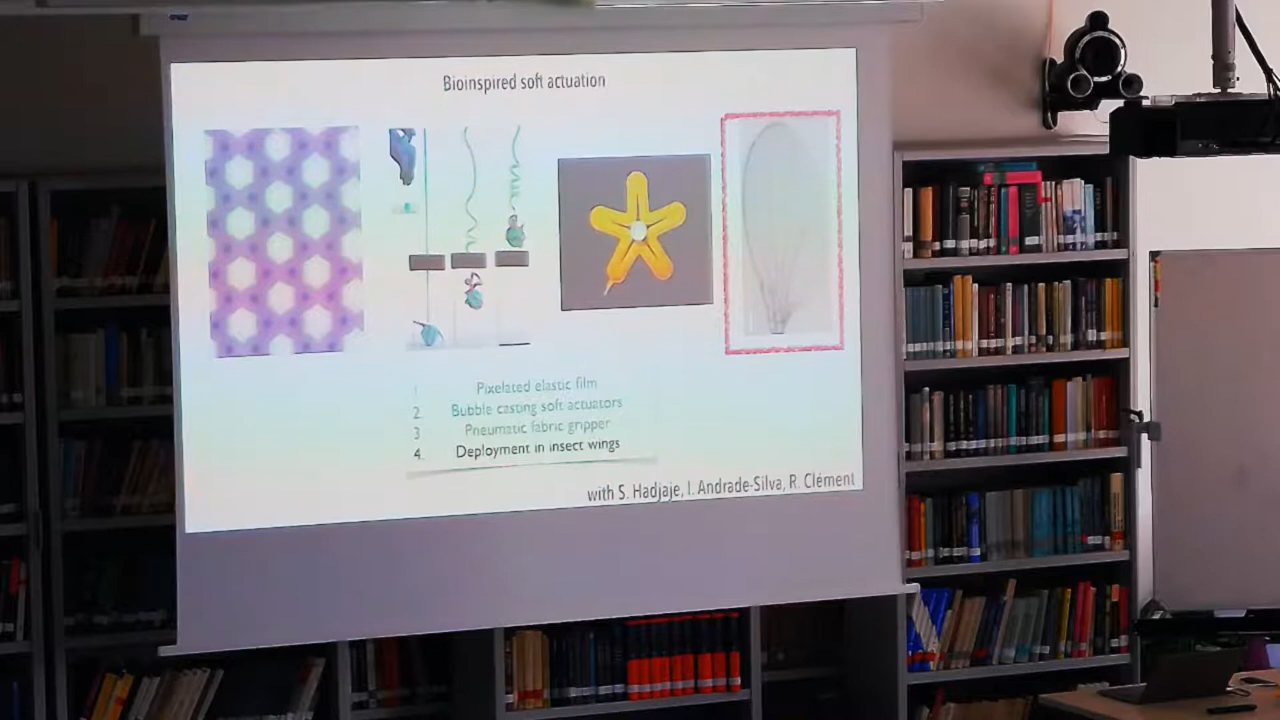 Bioinspired soft actuation
1 Pixelated elastic film
2. Bubble casting soft actuators
3 Pneumatic fabric gripper
4. Deployment in insect wings
with S. Hadjaje, I. Andrade-Silva, R. Clément